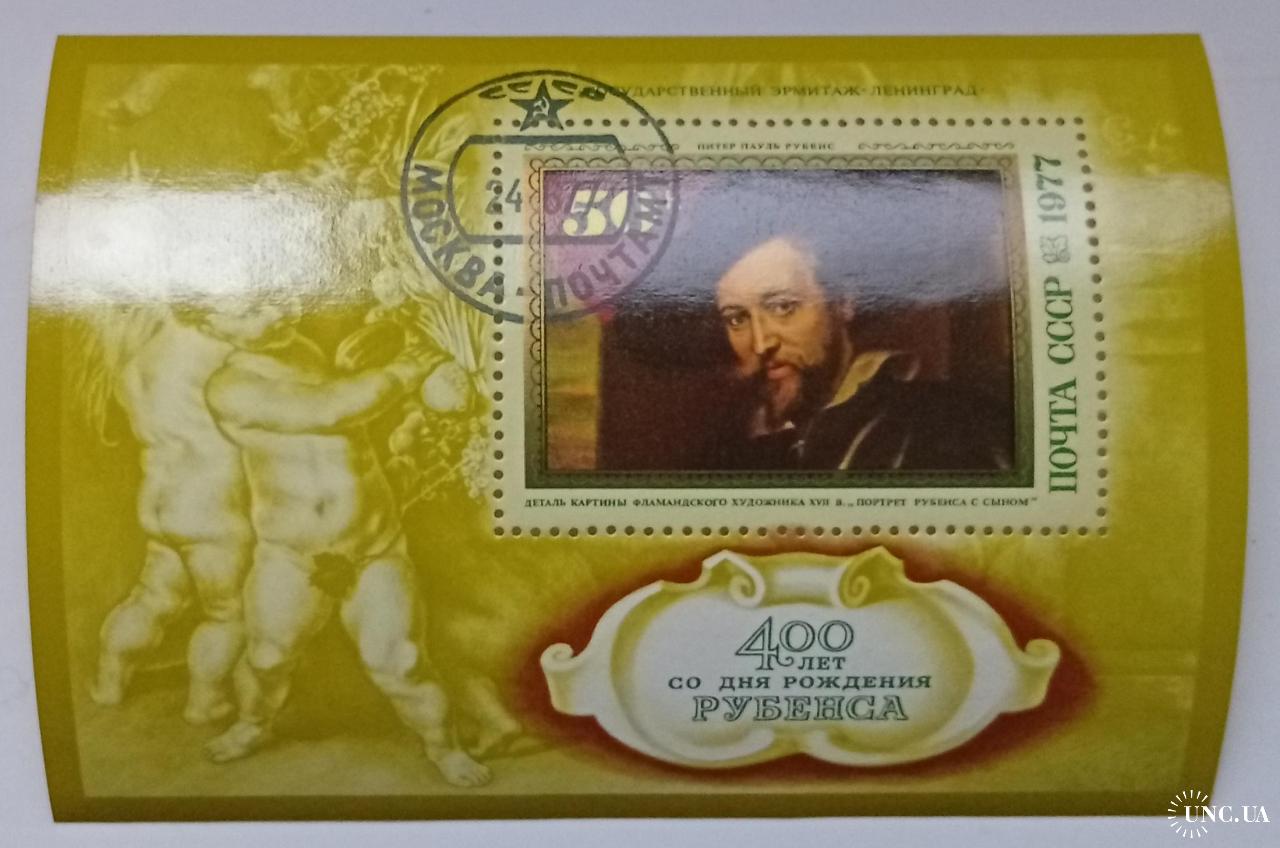 ГОСУДАРСТВЕННЫЙ ЭРМИТАЖ·ЛЕНИНГРАД·
СССР
24
МОСКВА - ПОЧТАМТ
ПИТЕР ПАУЛЬ РУБЕНС
50
ПОЧТА СССР 1977
ДЕТАЛЬ КАРТИНЫ ФЛАМАНДСКОГО ХУДОЖНИКА XVII В. „ПОРТРЕТ РУБЕНСА С СЫНОМ"
400
ЛЕТ
СО ДНЯ РОЖДЕНИЯ
РУБЕНСА
UNC.UA